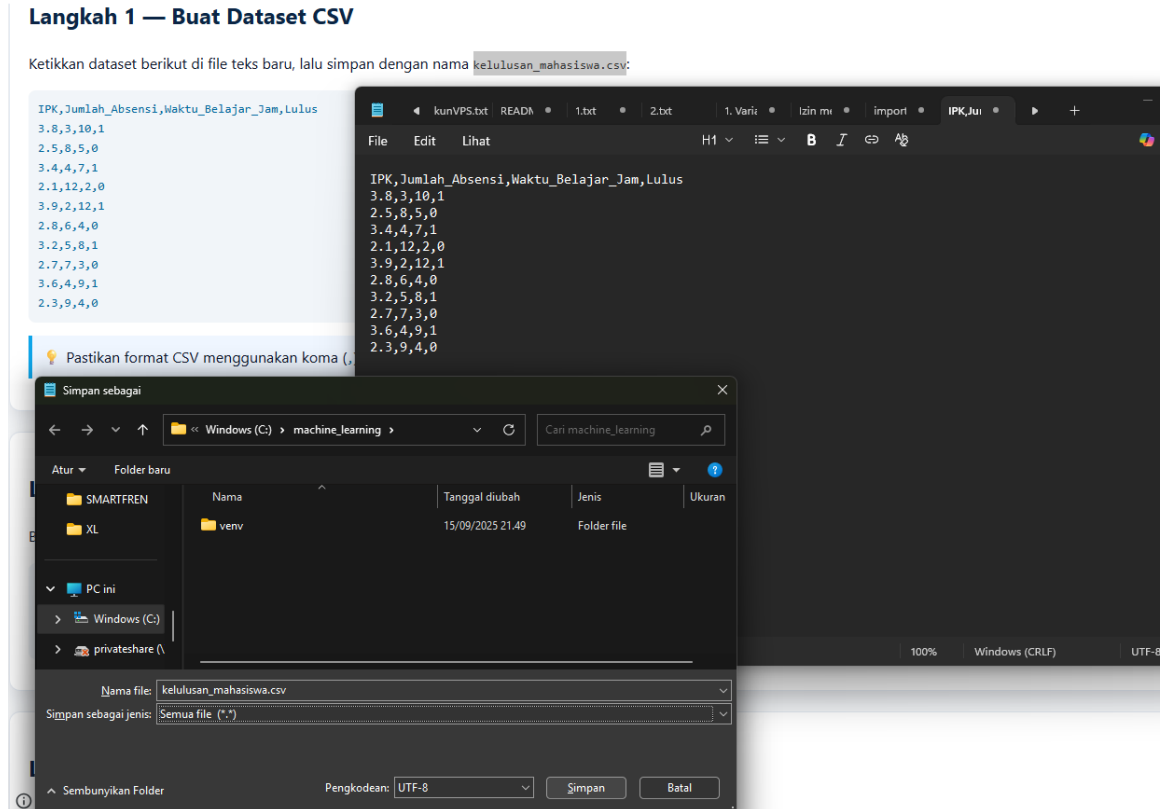 Langkah 1 — Buat Dataset CSV
Ketikkan dataset berikut di file teks baru, lalu simpan dengan nama kelulusan_mahasiswa.csv:
IPK,Jumlah_Absensi,Waktu_Belajar_Jam,Lulus
3.8,3,10,1
2.5,8,5,0
3.4,4,7,1
2.1,12,2,0
3.9,2,12,1
2.8,6,4,0
3.2,5,8,1
2.7,7,3,0
3.6,4,9,1
2.3,9,4,0
💡 Pastikan format CSV menggunakan koma (,
kunVPS.txt READM 1.txt 2.txt 1. Varia Izin me import IPK,Ju
File Edit Lihat H1 B I
IPK,Jumlah_Absensi,Waktu_Belajar_Jam,Lulus
3.8,3,10,1
2.5,8,5,0
3.4,4,7,1
2.1,12,2,0
3.9,2,12,1
2.8,6,4,0
3.2,5,8,1
2.7,7,3,0
3.6,4,9,1
2.3,9,4,0
100% Windows (CRLF) UTF-8
Simpan sebagai
« Windows (C:) › machine_learning › Cari machine_learning
Atur Folder baru
SMARTFREN
XL
PC ini
Windows (C:)
privateshare (\
Nama Tanggal diubah Jenis Ukuran
venv 15/09/2025 21.49 Folder file
Nama file: kelulusan_mahasiswa.csv
Simpan sebagai jenis: Semua file (*.*)
Sembunyikan Folder Pengkodean: UTF-8 Simpan Batal